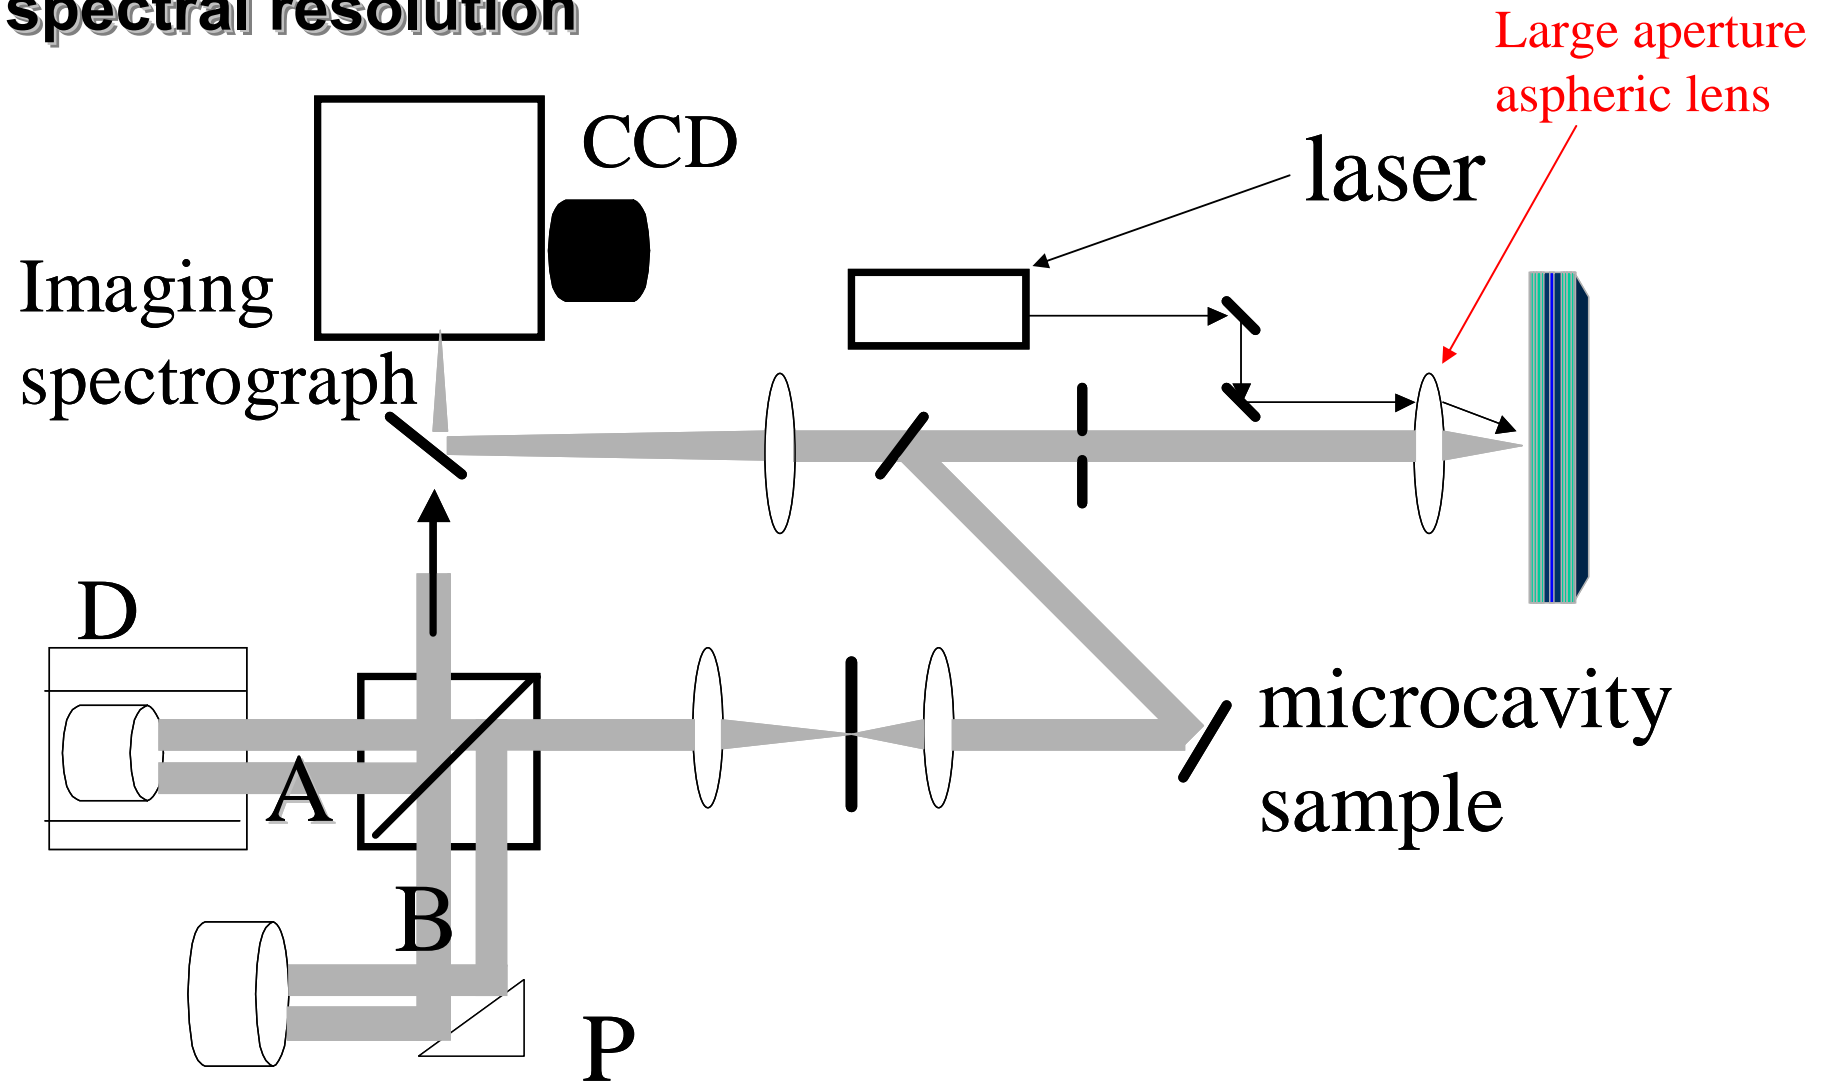 spectral resolution
Large aperture
aspheric lens
CCD
laser
Imaging
spectrograph
D
microcavity
sample
A
B
P